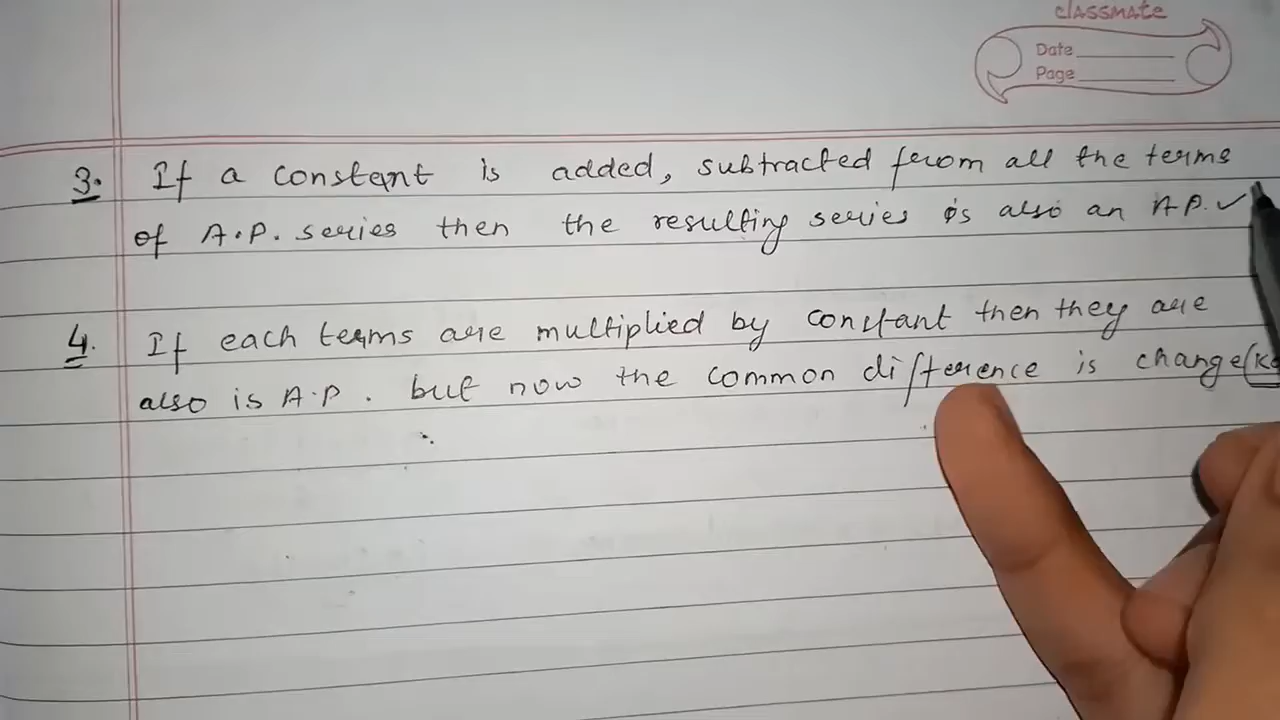 classmate
Date
Page
3. If a constant is added, subtracted from all the terms
of A.P. series then the resulting series is also an A.P. ✓
4. If each terms are multiplied by constant then they are
also is A.P. but now the common difference is change